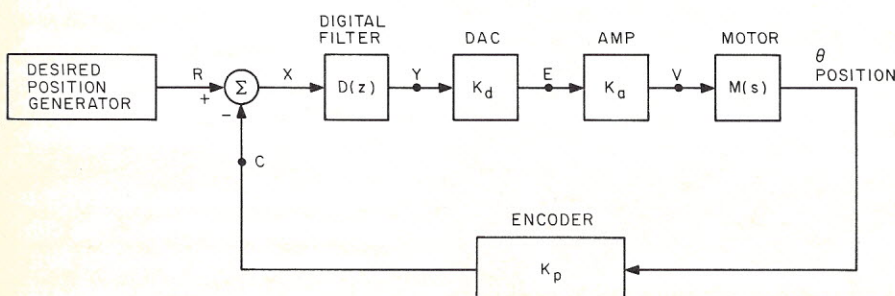 DIGITAL
FILTER
DAC
AMP
MOTOR
θ
POSITION
DESIRED
POSITION
GENERATOR
R
+
Σ
−
X
D(z)
Y
K_d
E
K_a
V
M(s)
C
ENCODER
K_p